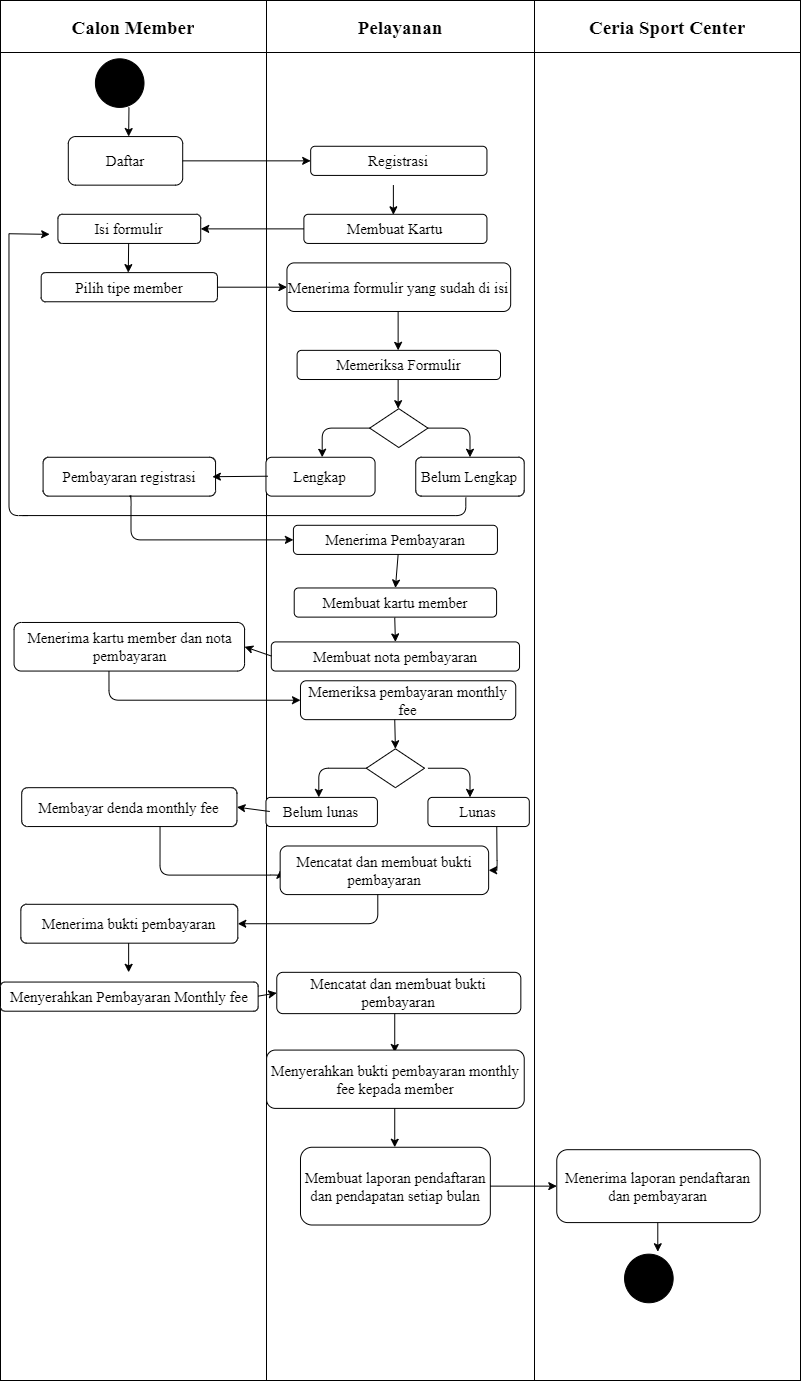 Calon Member
Pelayanan
Ceria Sport Center
Daftar
Registrasi
Isi formulir
Membuat Kartu
Pilih tipe member
Menerima formulir yang sudah di isi
Memeriksa Formulir
Pembayaran registrasi
Lengkap
Belum Lengkap
Menerima Pembayaran
Membuat kartu member
Menerima kartu member dan nota
pembayaran
Membuat nota pembayaran
Memeriksa pembayaran monthly
fee
Membayar denda monthly fee
Belum lunas
Lunas
Mencatat dan membuat bukti
pembayaran
Menerima bukti pembayaran
Menyerahkan Pembayaran Monthly fee
Mencatat dan membuat bukti
pembayaran
Menyerahkan bukti pembayaran monthly
fee kepada member
Membuat laporan pendaftaran
dan pendapatan setiap bulan
Menerima laporan pendaftaran
dan pembayaran